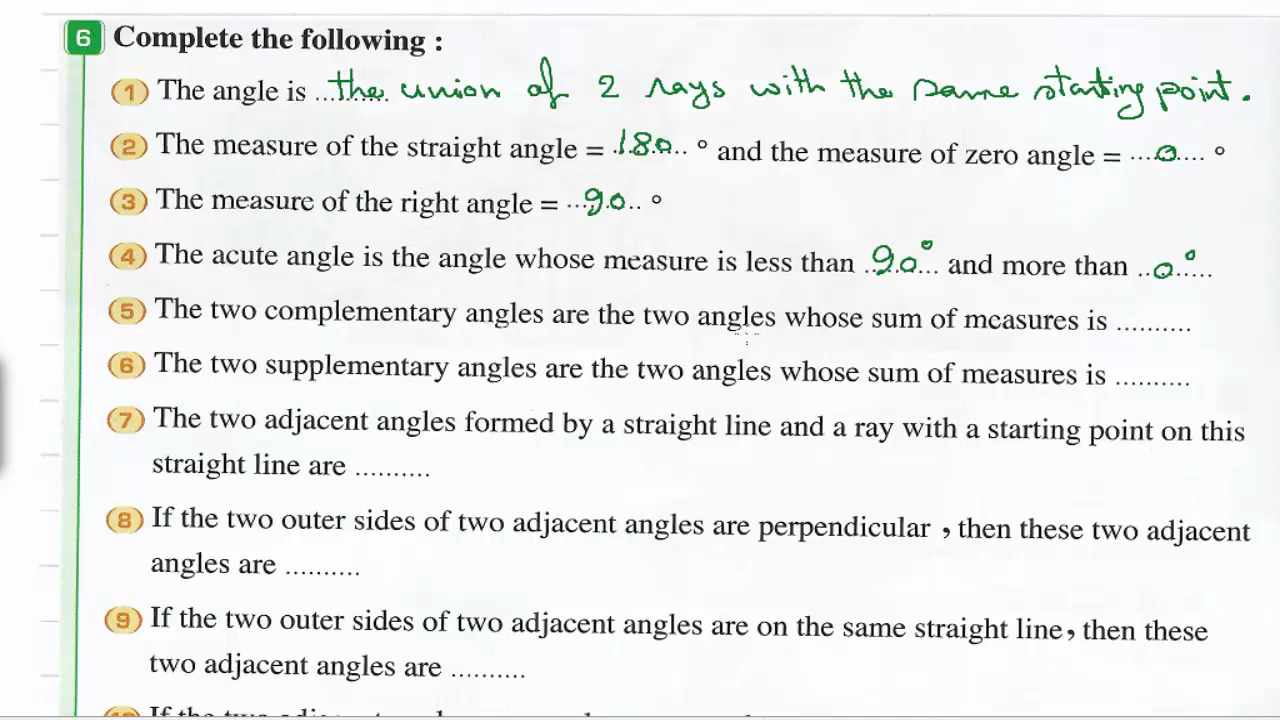 6 Complete the following :
1 The angle is ......... the union of 2 rays with the same starting point.
2 The measure of the straight angle = ..180.. ° and the measure of zero angle = ...0.... °
3 The measure of the right angle = ...90.. °
4 The acute angle is the angle whose measure is less than ..90°... and more than ..0°.....
5 The two complementary angles are the two angles whose sum of measures is ..........
6 The two supplementary angles are the two angles whose sum of measures is ..........
7 The two adjacent angles formed by a straight line and a ray with a starting point on this
straight line are ..........
8 If the two outer sides of two adjacent angles are perpendicular , then these two adjacent
angles are ..........
9 If the two outer sides of two adjacent angles are on the same straight line, then these
two adjacent angles are ..........